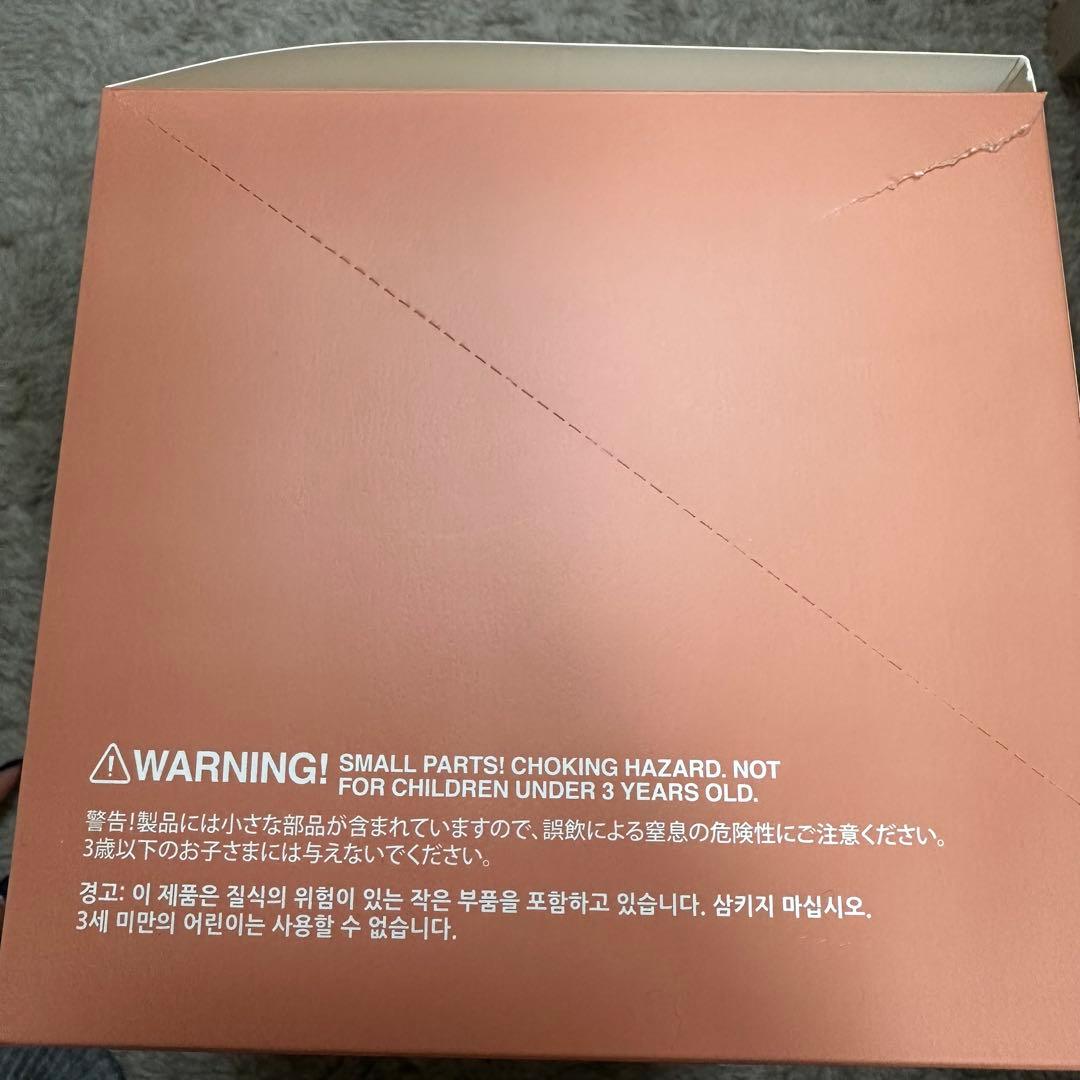 ⚠WARNING! SMALL PARTS! CHOKING HAZARD. NOT
FOR CHILDREN UNDER 3 YEARS OLD.
警告!製品には小さな部品が含まれていますので、誤飲による窒息の危険性にご注意ください。
3歳以下のお子さまには与えないでください。
경고: 이 제품은 질식의 위험이 있는 작은 부품을 포함하고 있습니다. 삼키지 마십시오.
3세 미만의 어린이는 사용할 수 없습니다.